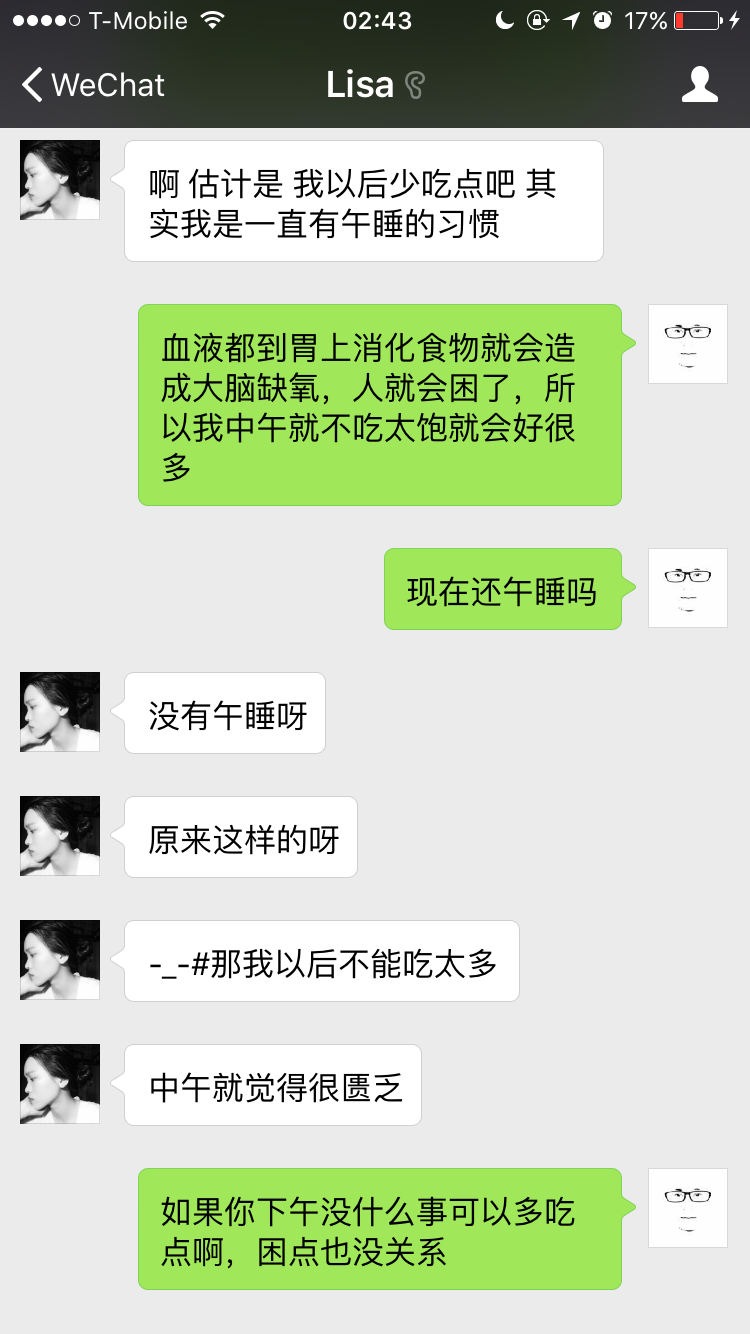 T-Mobile 02:43 17%
WeChat Lisa
啊 估计是 我以后少吃点吧 其
实我是一直有午睡的习惯
血液都到胃上消化食物就会造
成大脑缺氧，人就会困了，所
以我中午就不吃太饱就会好很
多
现在还午睡吗
没有午睡呀
原来这样的呀
-_-#那我以后不能吃太多
中午就觉得很匮乏
如果你下午没什么事可以多吃
点啊，困点也没关系